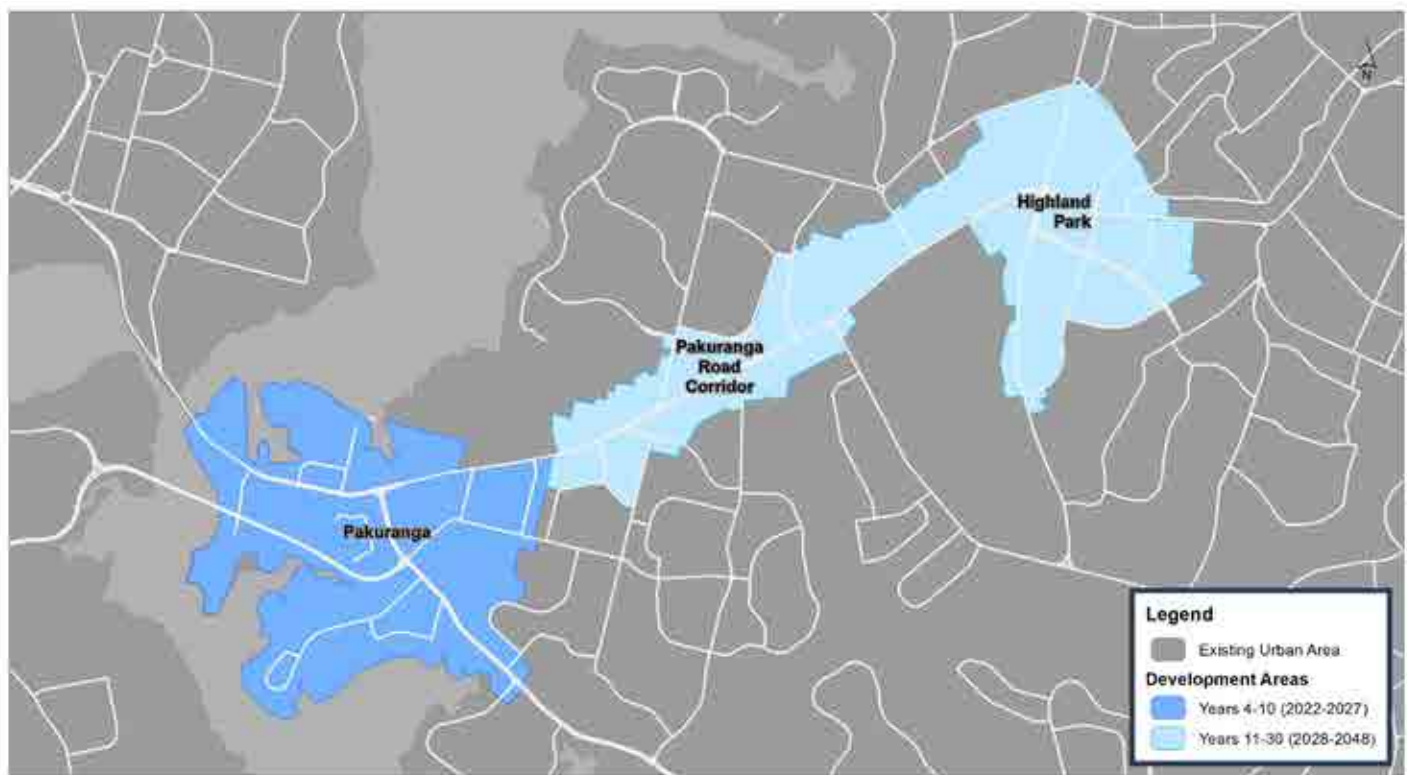 N
Highland
Park
Pakuranga
Road
Corridor
Pakuranga
Legend
Existing Urban Area
Development Areas
Years 4-10 (2022-2027)
Years 11-30 (2028-2048)